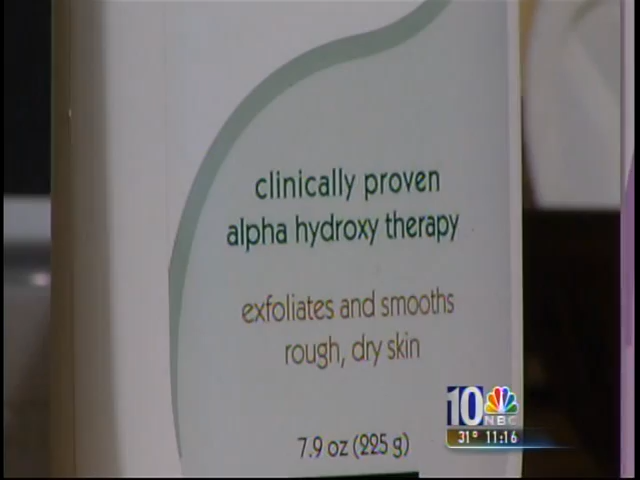 clinically proven
alpha hydroxy therapy
exfoliates and smooths
rough, dry skin
7.9 oz (225 g)
10
NBC
31° 11:16